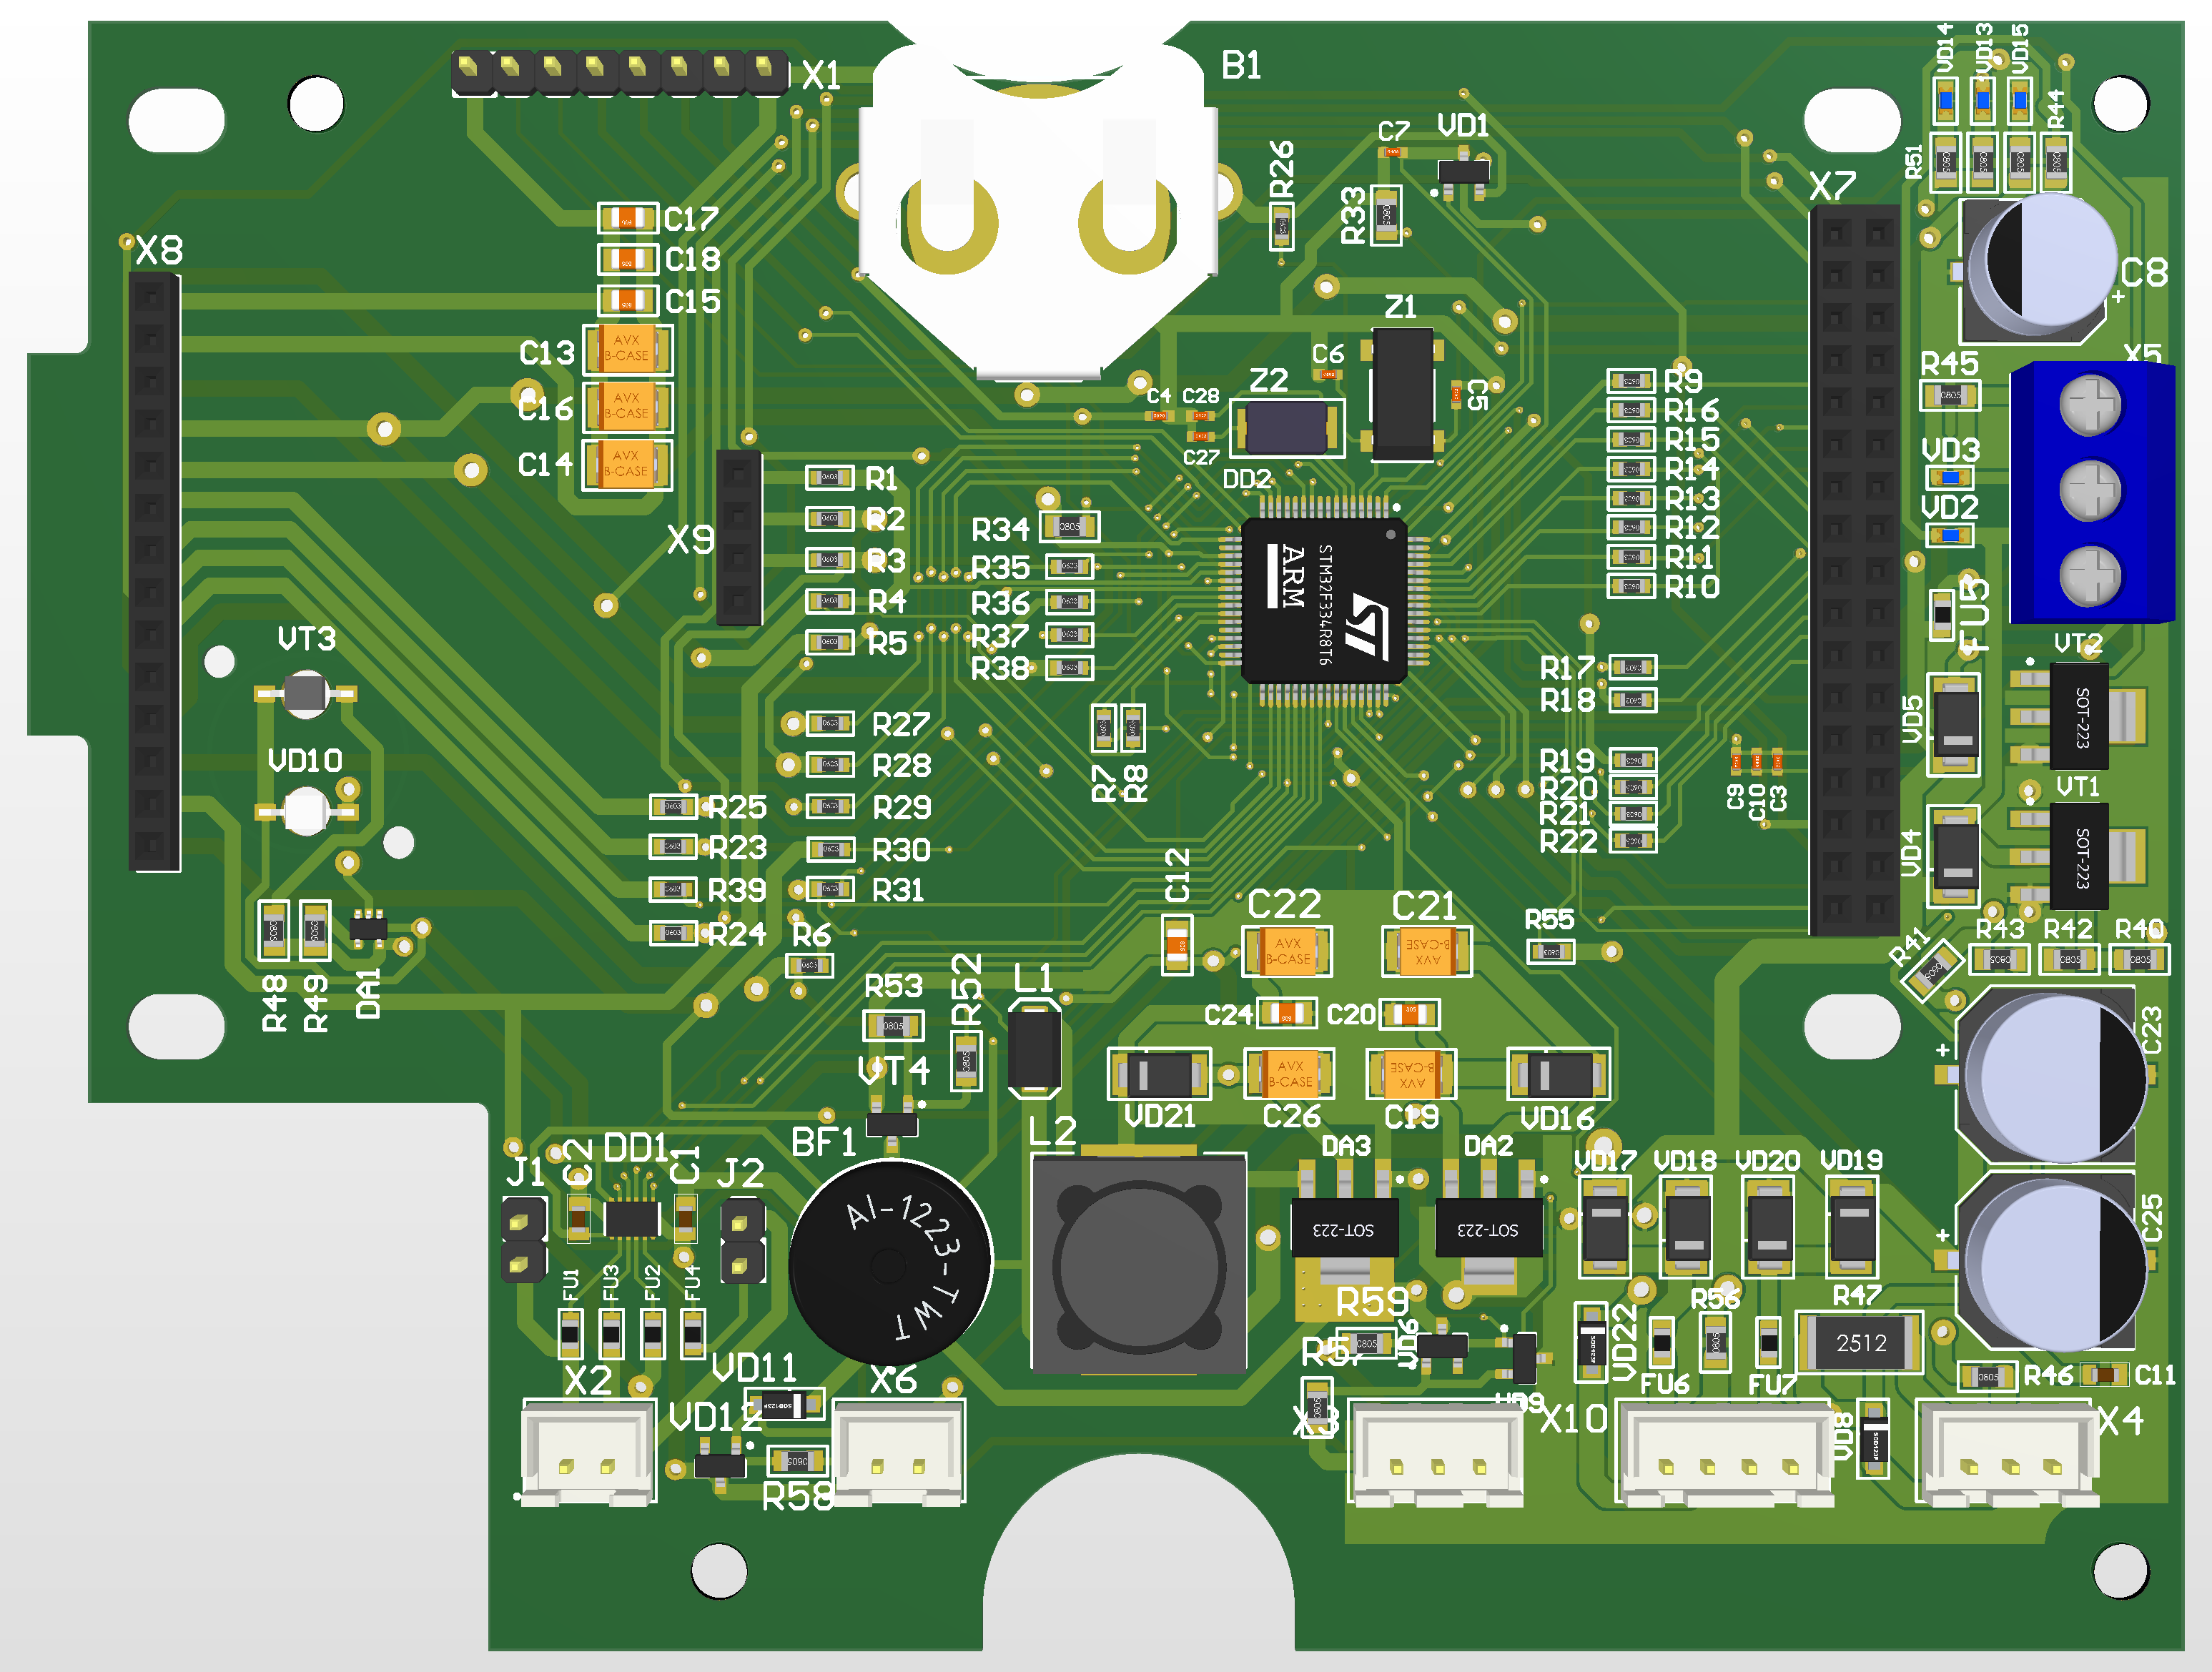 VD14
VD13
VD15
X1
B1
R44
C7
VD1
R26
R51
R33
X7
C17
X8
C18
C8
+
C15
Z1
C13
AVX
B-CASE
C6
X5
Z2
R9
R45
0805
C4
C28
C5
C16
AVX
B-CASE
R16
R15
C27
C14
AVX
B-CASE
R1
DD2
R14
VD3
R13
VD2
R2
R34
0805
R12
X9
R3
R35
STM32F334R8T6
ARM
ST
R11
R10
R4
R36
FU5
VT3
R5
R37
R38
R17
VT2
SOT-223
R18
R27
VD5
R7
R8
VD10
R28
R19
R20
R21
R22
C9
C10
C3
VT1
SOT-223
R25
R29
R23
R30
VD4
R39
R31
C12
C22
AVX
B-CASE
C21
AVX
B-CASE
R24
R6
R55
R41
R43
R42
R40
R48
R49
DA1
R53
0805
R52
0805
L1
C24
C20
C23
+
VT4
VD21
AVX
B-CASE
C26
AVX
B-CASE
C19
VD16
BF1
L2
DA3
DA2
J1
C2
DD1
C1
J2
VD17
VD18
VD20
VD19
AI-1223-TWT
SOT-223
SOT-223
C25
+
FU1
FU3
FU2
FU4
R59
R56
R47
2512
VD6
VD22
FU6
FU7
R46
C11
X2
VD11
X6
VD12
R58
X3
VD9
X10
VD8
X4